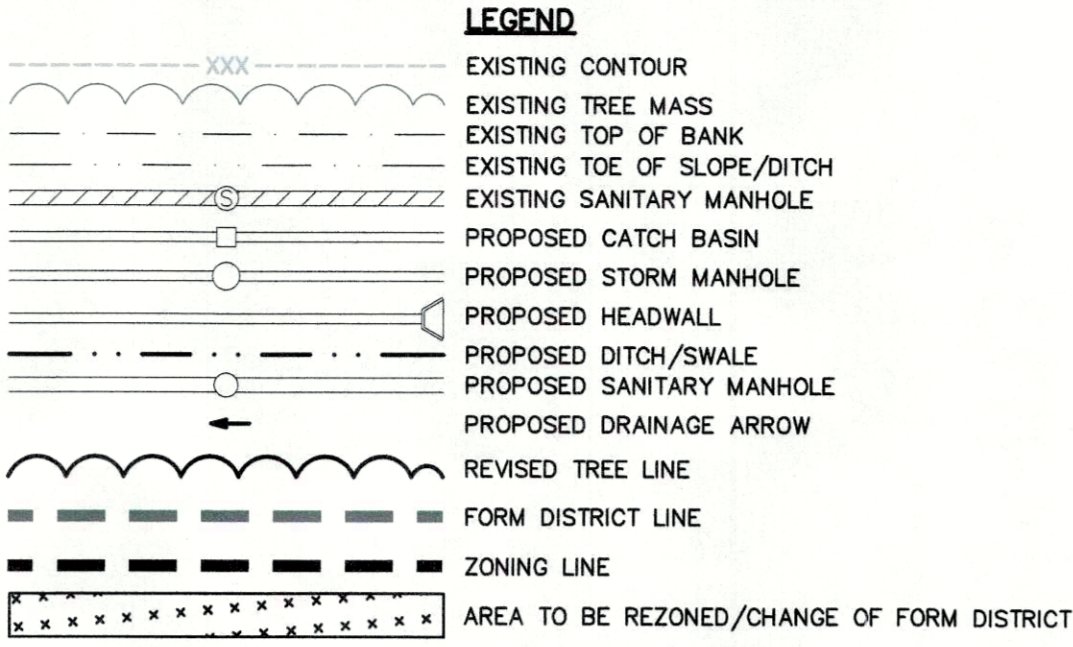 LEGEND
XXX EXISTING CONTOUR
EXISTING TREE MASS
EXISTING TOP OF BANK
EXISTING TOE OF SLOPE/DITCH
S EXISTING SANITARY MANHOLE
PROPOSED CATCH BASIN
PROPOSED STORM MANHOLE
PROPOSED HEADWALL
PROPOSED DITCH/SWALE
PROPOSED SANITARY MANHOLE
PROPOSED DRAINAGE ARROW
REVISED TREE LINE
FORM DISTRICT LINE
ZONING LINE
AREA TO BE REZONED/CHANGE OF FORM DISTRICT